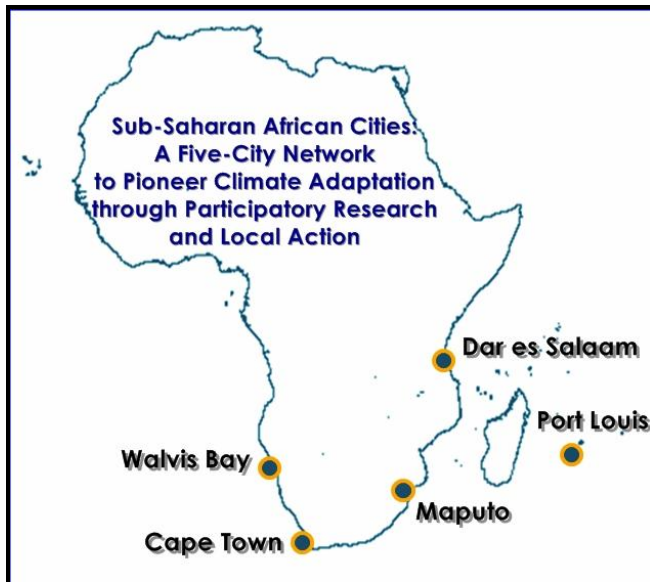 Sub-Saharan African Cities:
A Five-City Network
to Pioneer Climate Adaptation
through Participatory Research
and Local Action
Dar es Salaam
Port Louis
Walvis Bay
Maputo
Cape Town